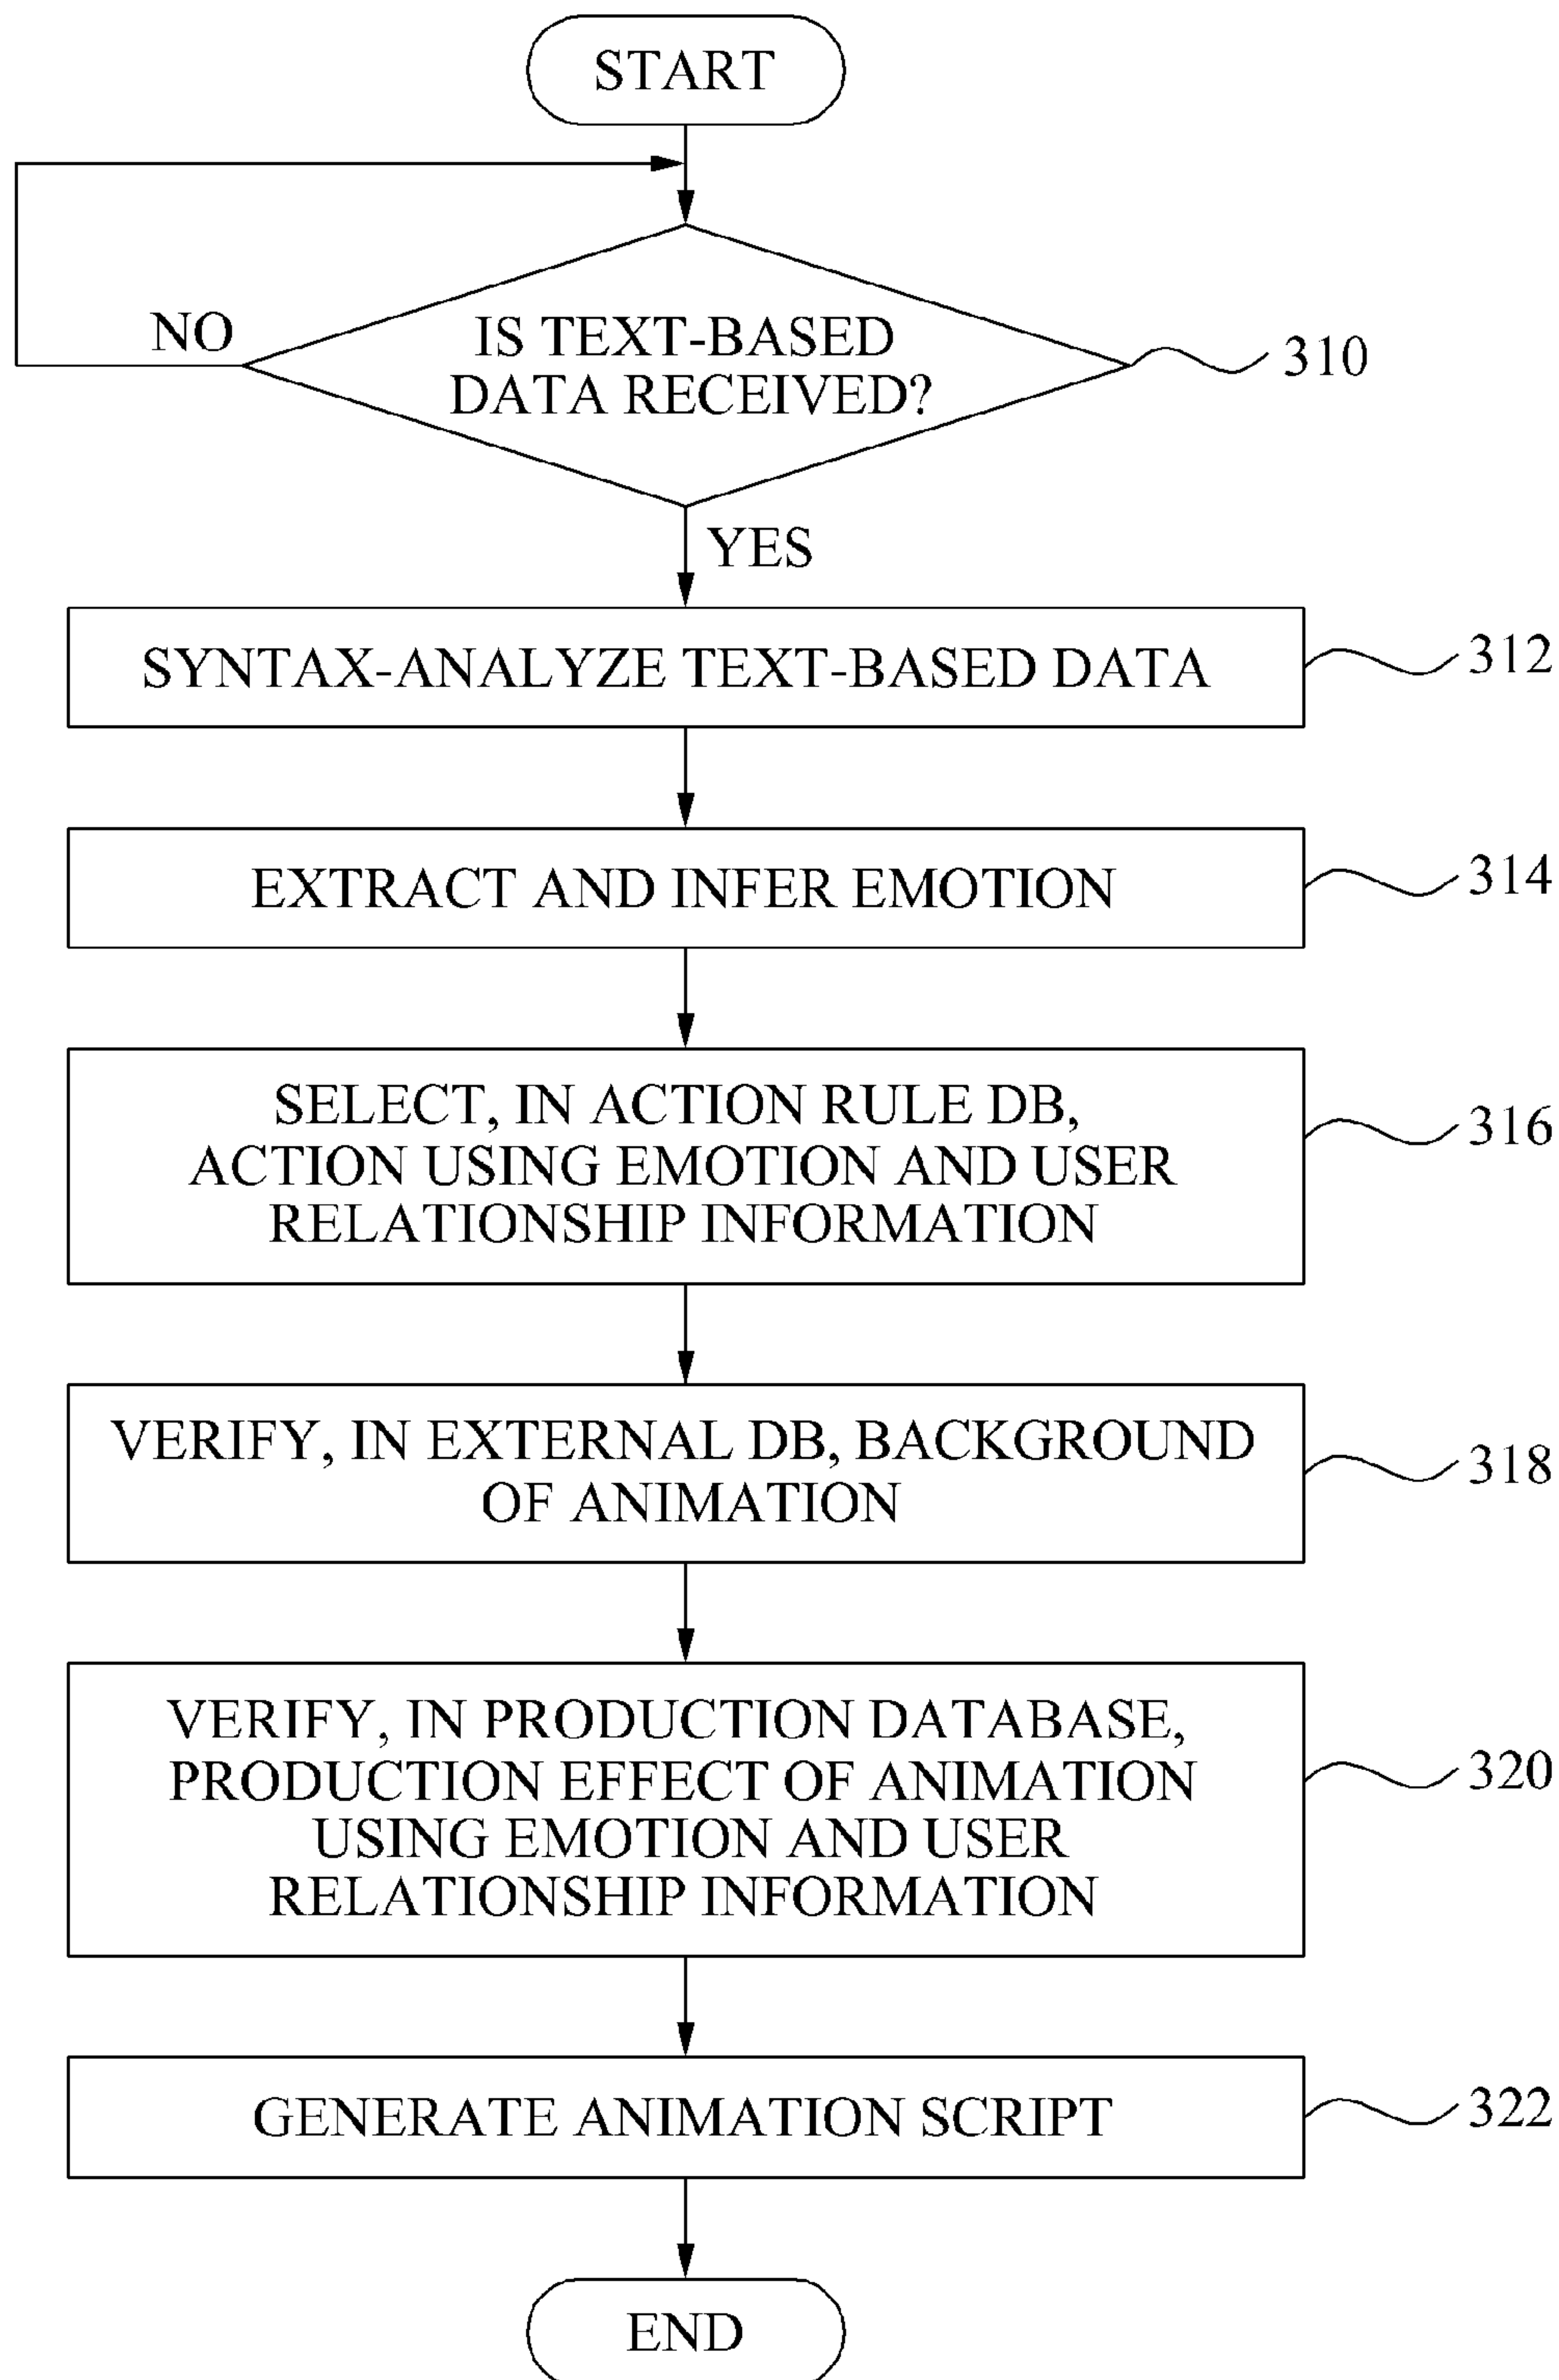 START
NO
IS TEXT-BASED
DATA RECEIVED?
310
YES
SYNTAX-ANALYZE TEXT-BASED DATA
312
EXTRACT AND INFER EMOTION
314
SELECT, IN ACTION RULE DB,
ACTION USING EMOTION AND USER
RELATIONSHIP INFORMATION
316
VERIFY, IN EXTERNAL DB, BACKGROUND
OF ANIMATION
318
VERIFY, IN PRODUCTION DATABASE,
PRODUCTION EFFECT OF ANIMATION
USING EMOTION AND USER
RELATIONSHIP INFORMATION
320
GENERATE ANIMATION SCRIPT
322
END